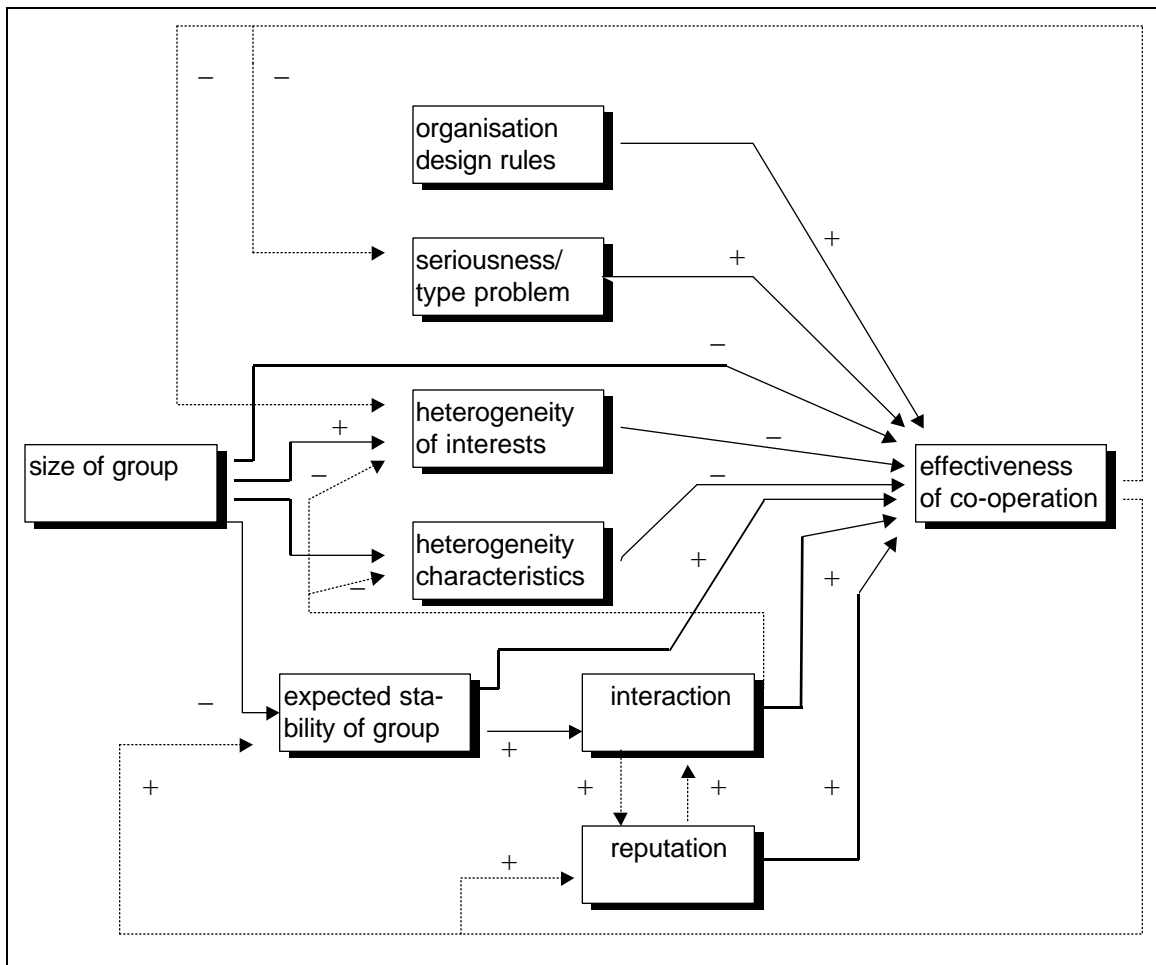 − −
organisation
design rules
+
seriousness/
type problem
+
−
heterogeneity
of interests
+
−
−
size of group
effectiveness
of co-operation
−
heterogeneity
characteristics
−
+
+
expected sta-
bility of group
interaction
−
+
+
+ +
+
reputation
+